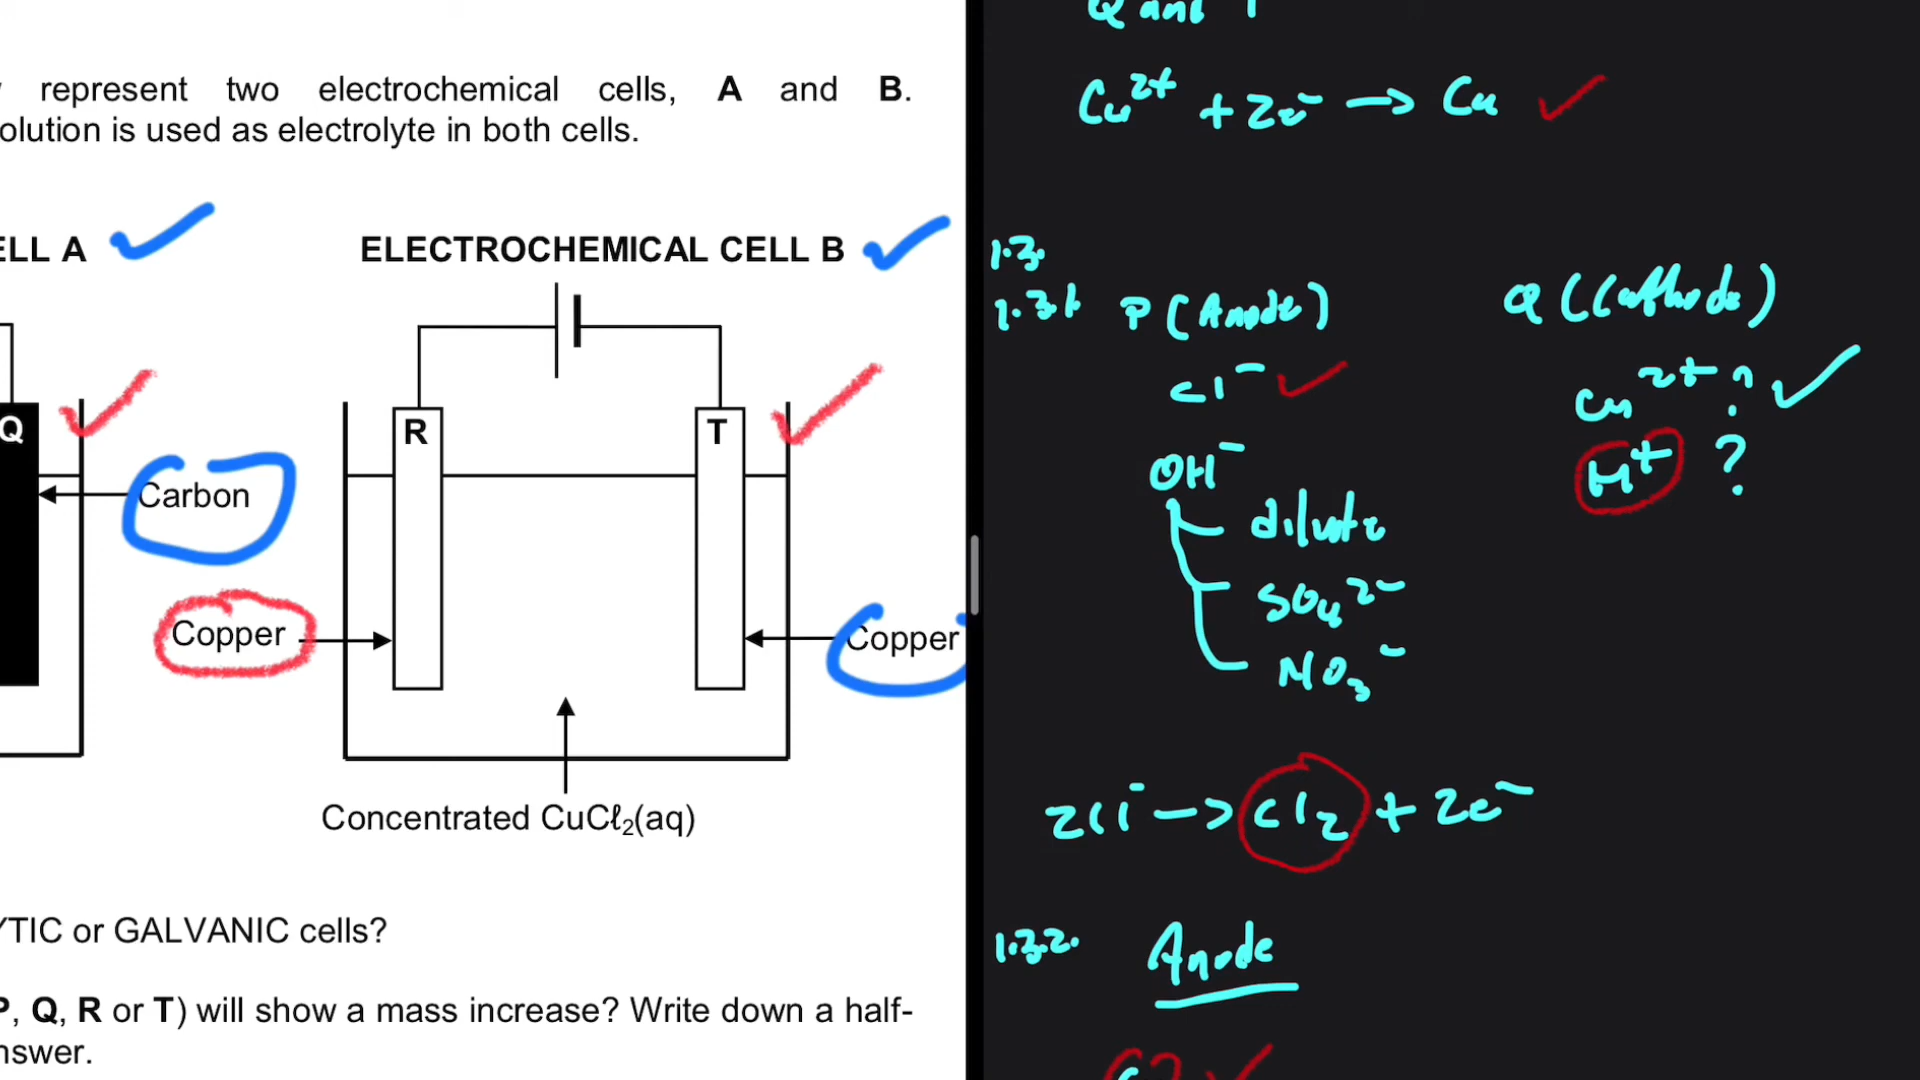 represent two electrochemical cells, A and B.
olution is used as electrolyte in both cells.
ELL A
ELECTROCHEMICAL CELL B
Q
R
T
Carbon
Copper
Copper
Concentrated CuCℓ₂(aq)
YTIC or GALVANIC cells?
P, Q, R or T) will show a mass increase? Write down a half-
nswer.
Q and T
Cu²⁺ + 2e⁻ → Cu
1.3.
1.3.1 P (Anode)
Q (Cathode)
Cl⁻
Cu²⁺ ?
OH⁻
H⁺ ?
dilute
SO₄²⁻
NO₃⁻
2Cl⁻ → Cl₂ + 2e⁻
1.3.2. Anode